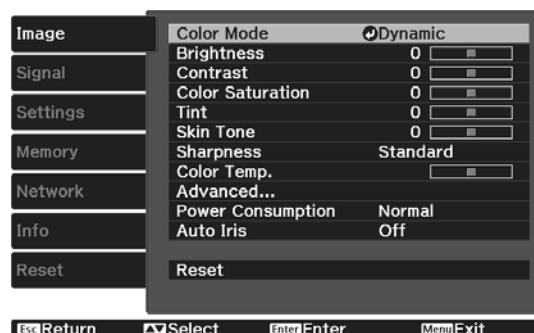 Image
Signal
Settings
Memory
Network
Info
Reset
Color Mode Dynamic
Brightness 0
Contrast 0
Color Saturation 0
Tint 0
Skin Tone 0
Sharpness Standard
Color Temp.
Advanced...
Power Consumption Normal
Auto Iris Off
Reset
Esc Return Select Enter Enter Menu Exit